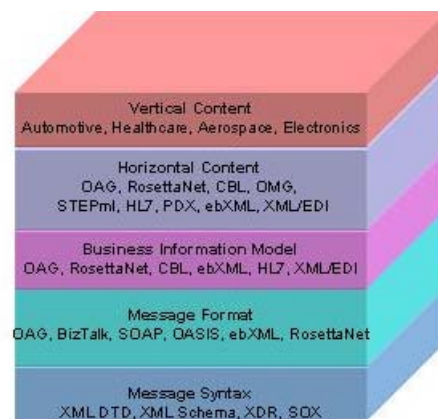 Vertical Content
Automotive, Healthcare, Aerospace, Electronics
Horizontal Content
OAG, RosettaNet, CBL, OMG,
STEPml, HL7, PDX, ebXML, XML/EDI
Business Information Model
OAG, RosettaNet, CBL, ebXML, HL7, XML/EDI
Message Format
OAG, BizTalk, SOAP, OASIS, ebXML, RosettaNet
Message Syntax
XML DTD, XML Schema, XDR, SOX